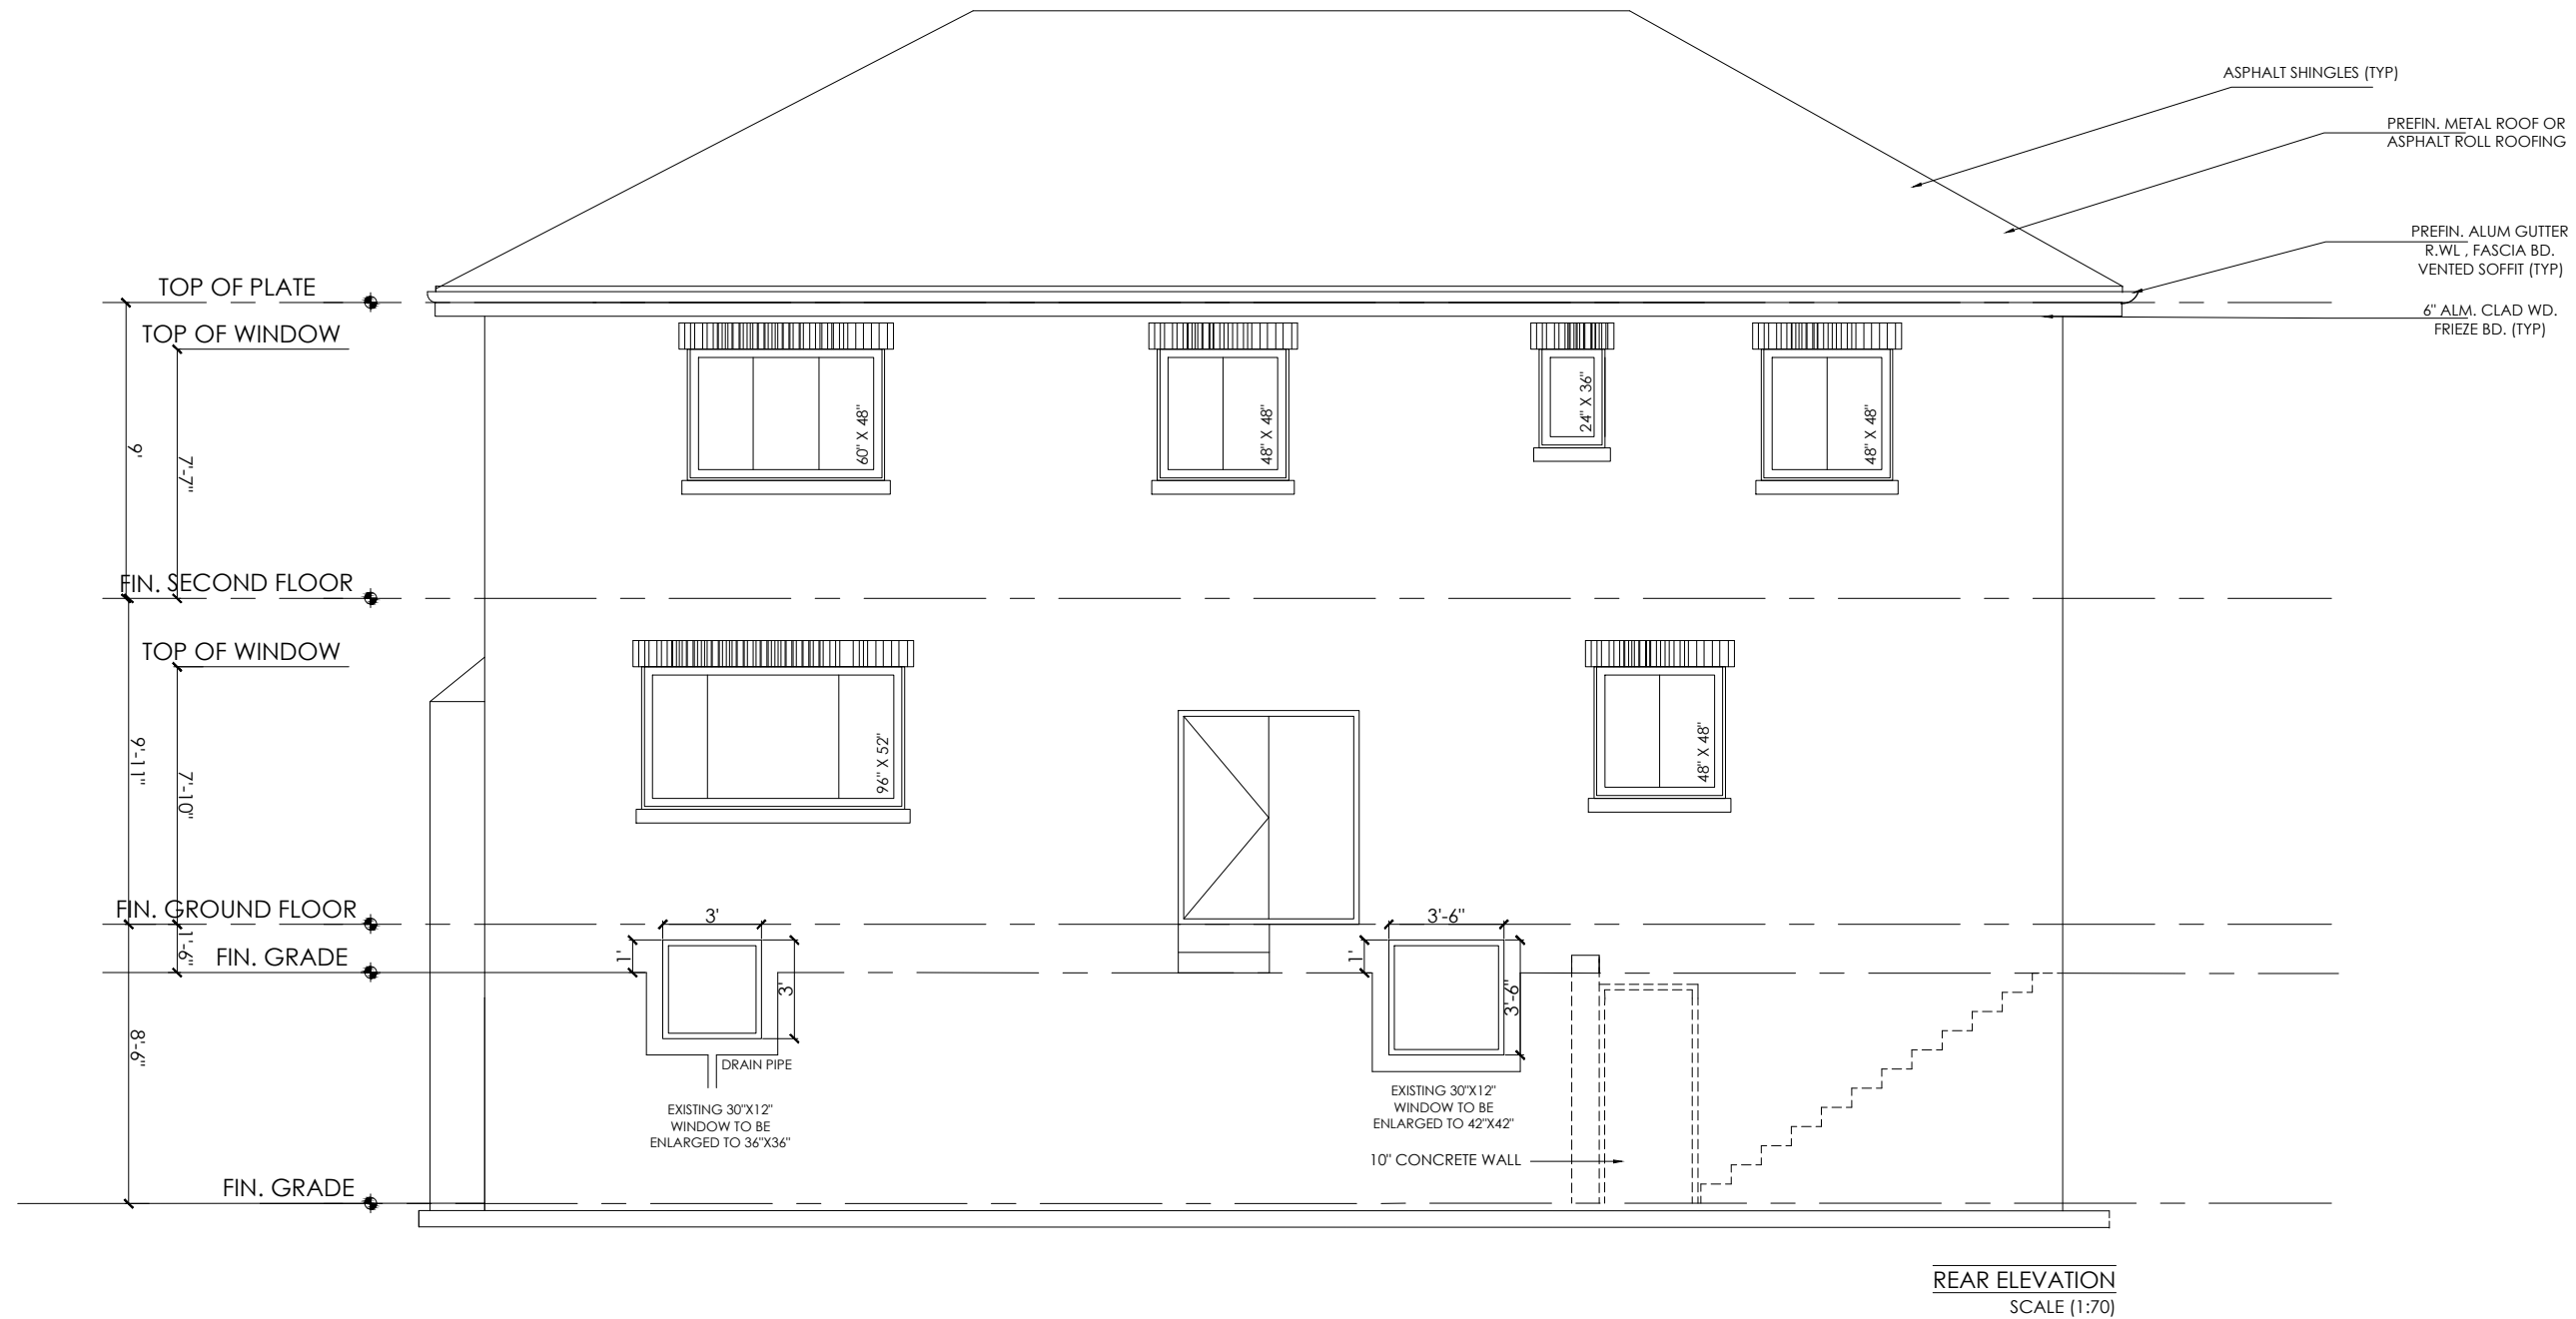 ASPHALT SHINGLES (TYP)
PREFIN. METAL ROOF OR
ASPHALT ROLL ROOFING
PREFIN. ALUM GUTTER
R.WL , FASCIA BD.
VENTED SOFFIT (TYP)
6" ALM. CLAD WD.
FRIEZE BD. (TYP)
TOP OF PLATE
TOP OF WINDOW
9'
7'-7"
60" X 48"
48" X 48"
24" X 36"
48" X 48"
FIN. SECOND FLOOR
TOP OF WINDOW
9'-11"
7'-10"
96" X 52"
48" X 48"
FIN. GROUND FLOOR
1'-6"
FIN. GRADE
8'-6"
1'
3'
3'
DRAIN PIPE
EXISTING 30"X12"
WINDOW TO BE
ENLARGED TO 36"X36"
1'
3'-6"
3'-6"
EXISTING 30"X12"
WINDOW TO BE
ENLARGED TO 42"X42"
10" CONCRETE WALL
FIN. GRADE
REAR ELEVATION
SCALE (1:70)